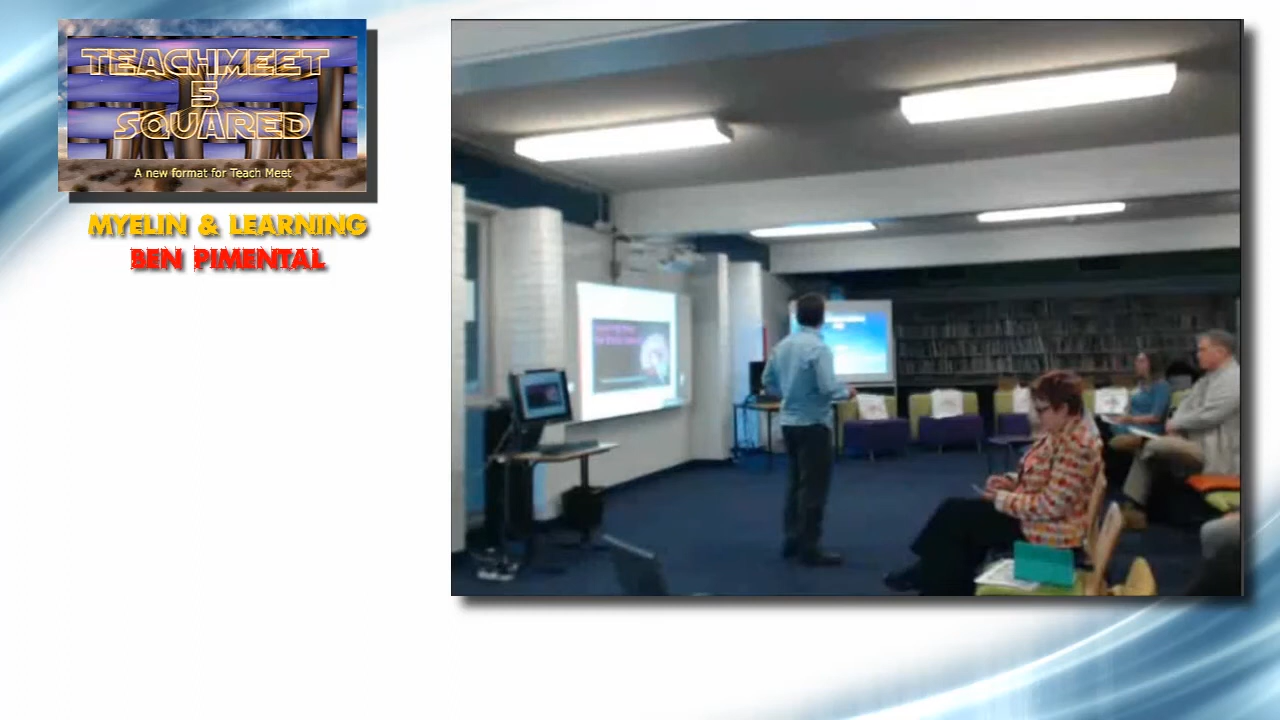 TEACHMEET
5
SQUARED
A new format for Teach Meet
MYELIN & LEARNING
BEN PIMENTAL